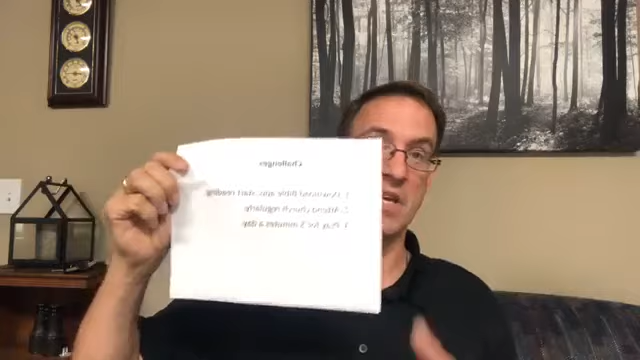 Challenges
1. Download Bible app, start reading
2. Attend church regularly
3. Pray for 5 minutes a day